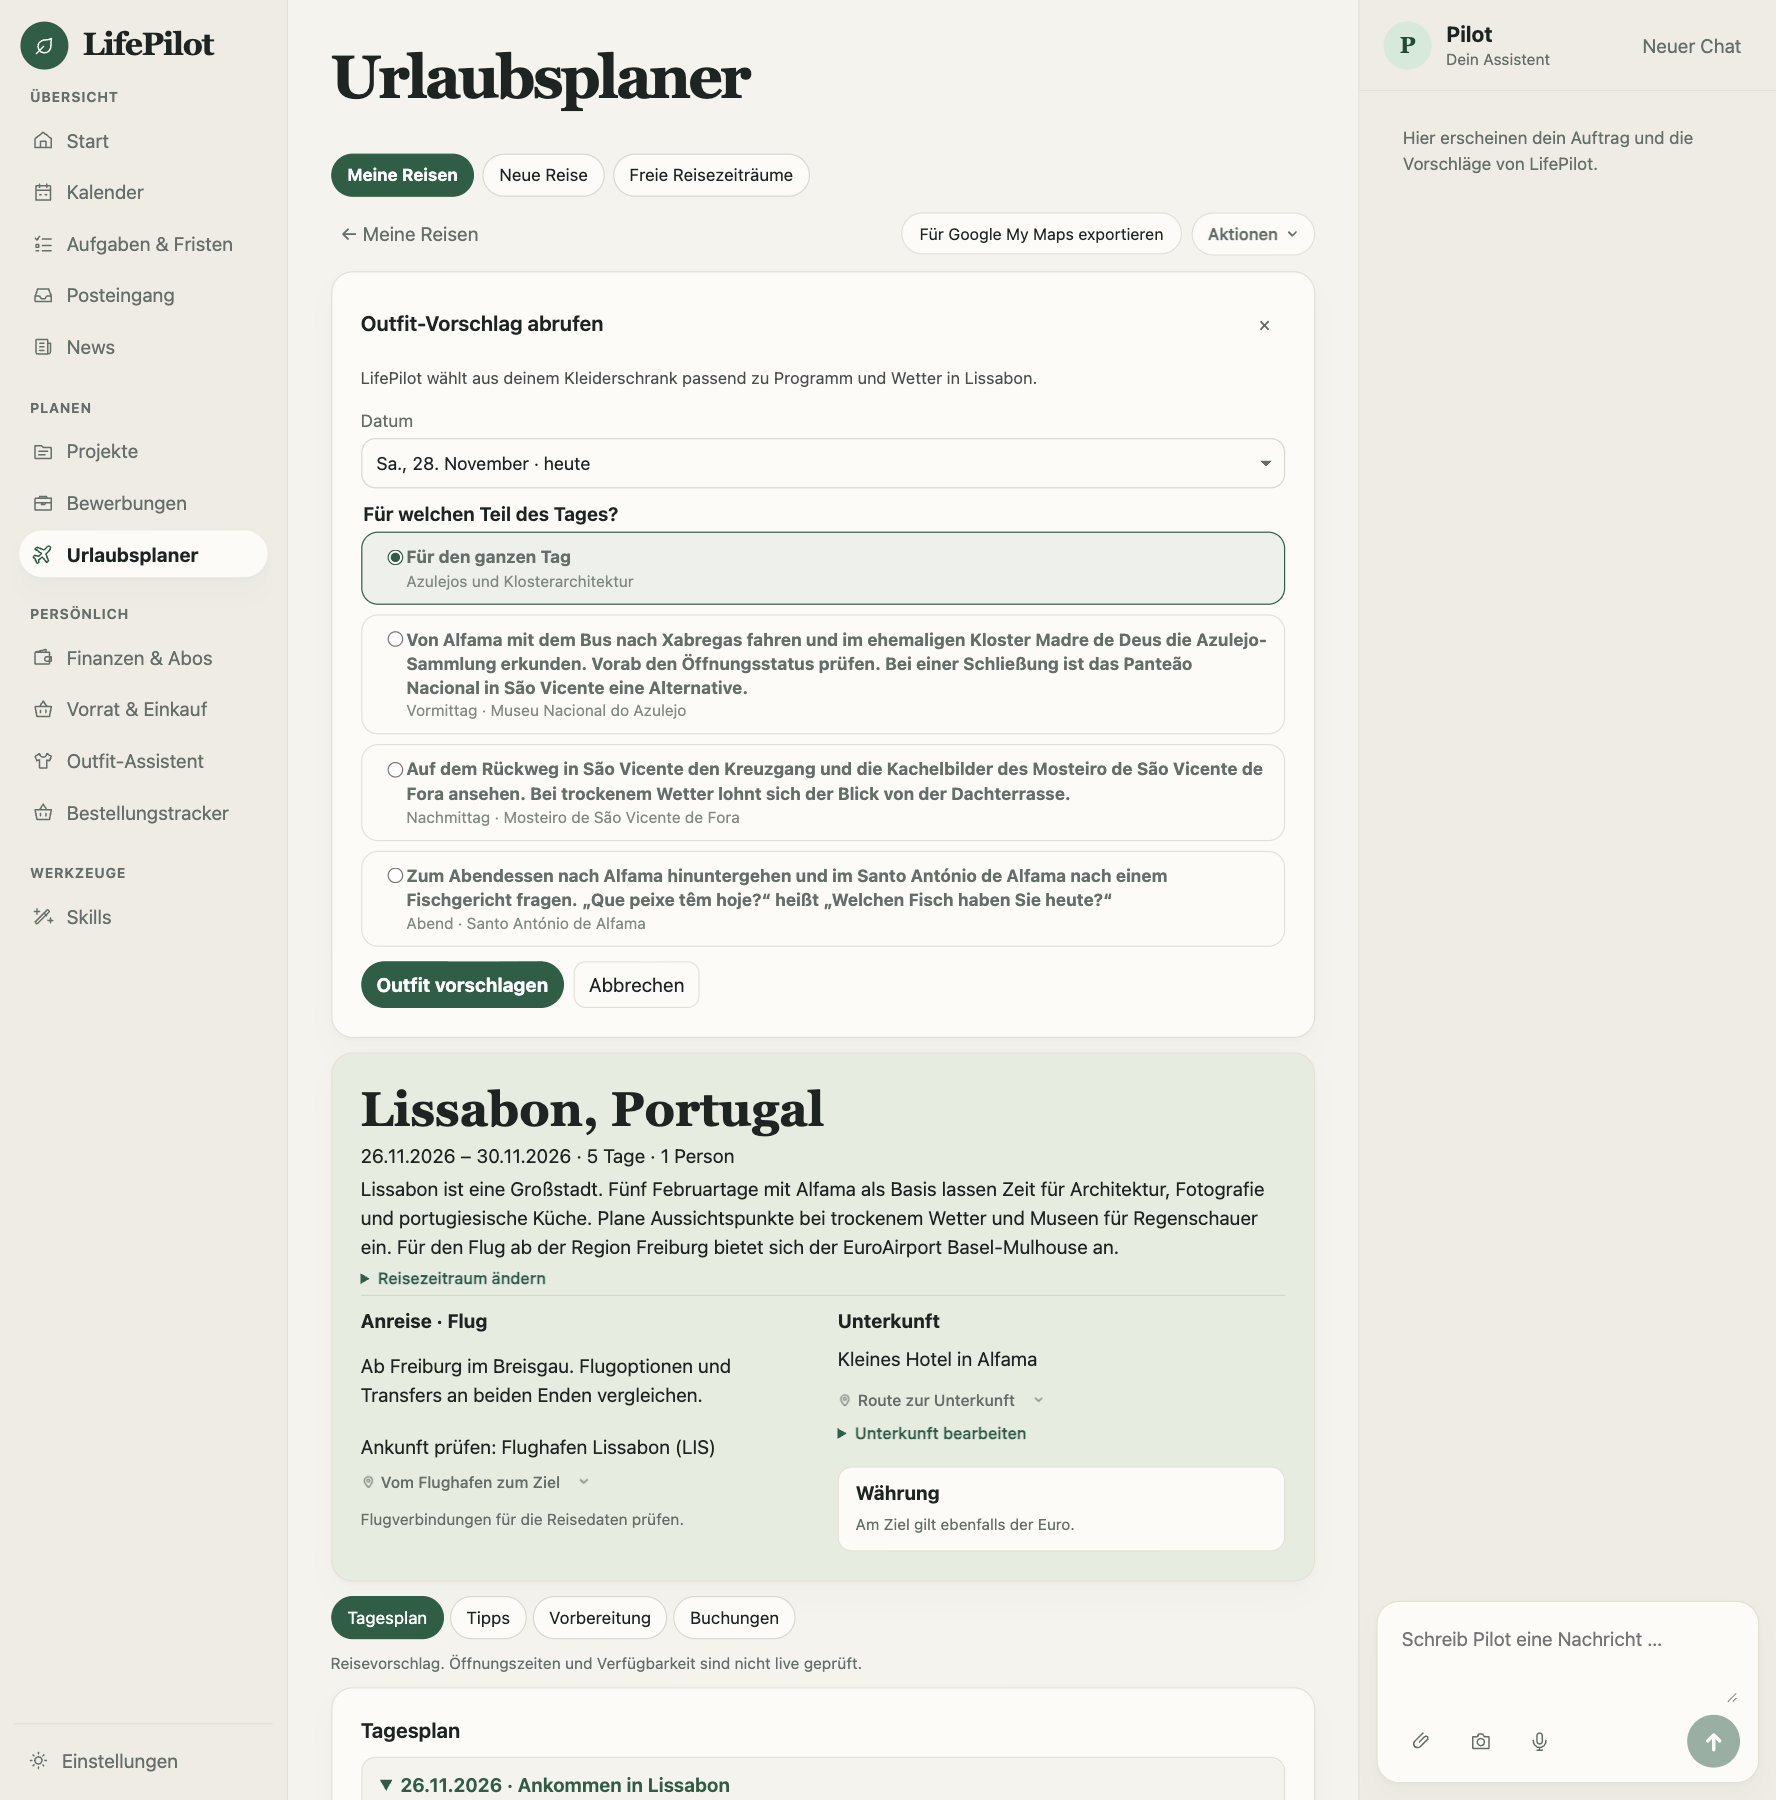 LifePilot
ÜBERSICHT
Start
Kalender
Aufgaben & Fristen
Posteingang
News
PLANEN
Projekte
Bewerbungen
Urlaubsplaner
PERSÖNLICH
Finanzen & Abos
Vorrat & Einkauf
Outfit-Assistent
Bestellungstracker
WERKZEUGE
Skills
Einstellungen
Urlaubsplaner
Meine Reisen
Neue Reise
Freie Reisezeiträume
← Meine Reisen
Für Google My Maps exportieren
Aktionen
Outfit-Vorschlag abrufen
×
LifePilot wählt aus deinem Kleiderschrank passend zu Programm und Wetter in Lissabon.
Datum
Sa., 28. November · heute
Für welchen Teil des Tages?
Für den ganzen Tag
Azulejos und Klosterarchitektur
Von Alfama mit dem Bus nach Xabregas fahren und im ehemaligen Kloster Madre de Deus die Azulejo-
Sammlung erkunden. Vorab den Öffnungsstatus prüfen. Bei einer Schließung ist das Panteão
Nacional in São Vicente eine Alternative.
Vormittag · Museu Nacional do Azulejo
Auf dem Rückweg in São Vicente den Kreuzgang und die Kachelbilder des Mosteiro de São Vicente de
Fora ansehen. Bei trockenem Wetter lohnt sich der Blick von der Dachterrasse.
Nachmittag · Mosteiro de São Vicente de Fora
Zum Abendessen nach Alfama hinuntergehen und im Santo António de Alfama nach einem
Fischgericht fragen. „Que peixe têm hoje?“ heißt „Welchen Fisch haben Sie heute?“
Abend · Santo António de Alfama
Outfit vorschlagen
Abbrechen
Lissabon, Portugal
26.11.2026 – 30.11.2026 · 5 Tage · 1 Person
Lissabon ist eine Großstadt. Fünf Februartage mit Alfama als Basis lassen Zeit für Architektur, Fotografie
und portugiesische Küche. Plane Aussichtspunkte bei trockenem Wetter und Museen für Regenschauer
ein. Für den Flug ab der Region Freiburg bietet sich der EuroAirport Basel-Mulhouse an.
Reisezeitraum ändern
Anreise · Flug
Ab Freiburg im Breisgau. Flugoptionen und
Transfers an beiden Enden vergleichen.
Ankunft prüfen: Flughafen Lissabon (LIS)
Vom Flughafen zum Ziel
Flugverbindungen für die Reisedaten prüfen.
Unterkunft
Kleines Hotel in Alfama
Route zur Unterkunft
Unterkunft bearbeiten
Währung
Am Ziel gilt ebenfalls der Euro.
Tagesplan
Tipps
Vorbereitung
Buchungen
Reisevorschlag. Öffnungszeiten und Verfügbarkeit sind nicht live geprüft.
Tagesplan
26.11.2026 · Ankommen in Lissabon
P
Pilot
Dein Assistent
Neuer Chat
Hier erscheinen dein Auftrag und die
Vorschläge von LifePilot.
Schreib Pilot eine Nachricht ...